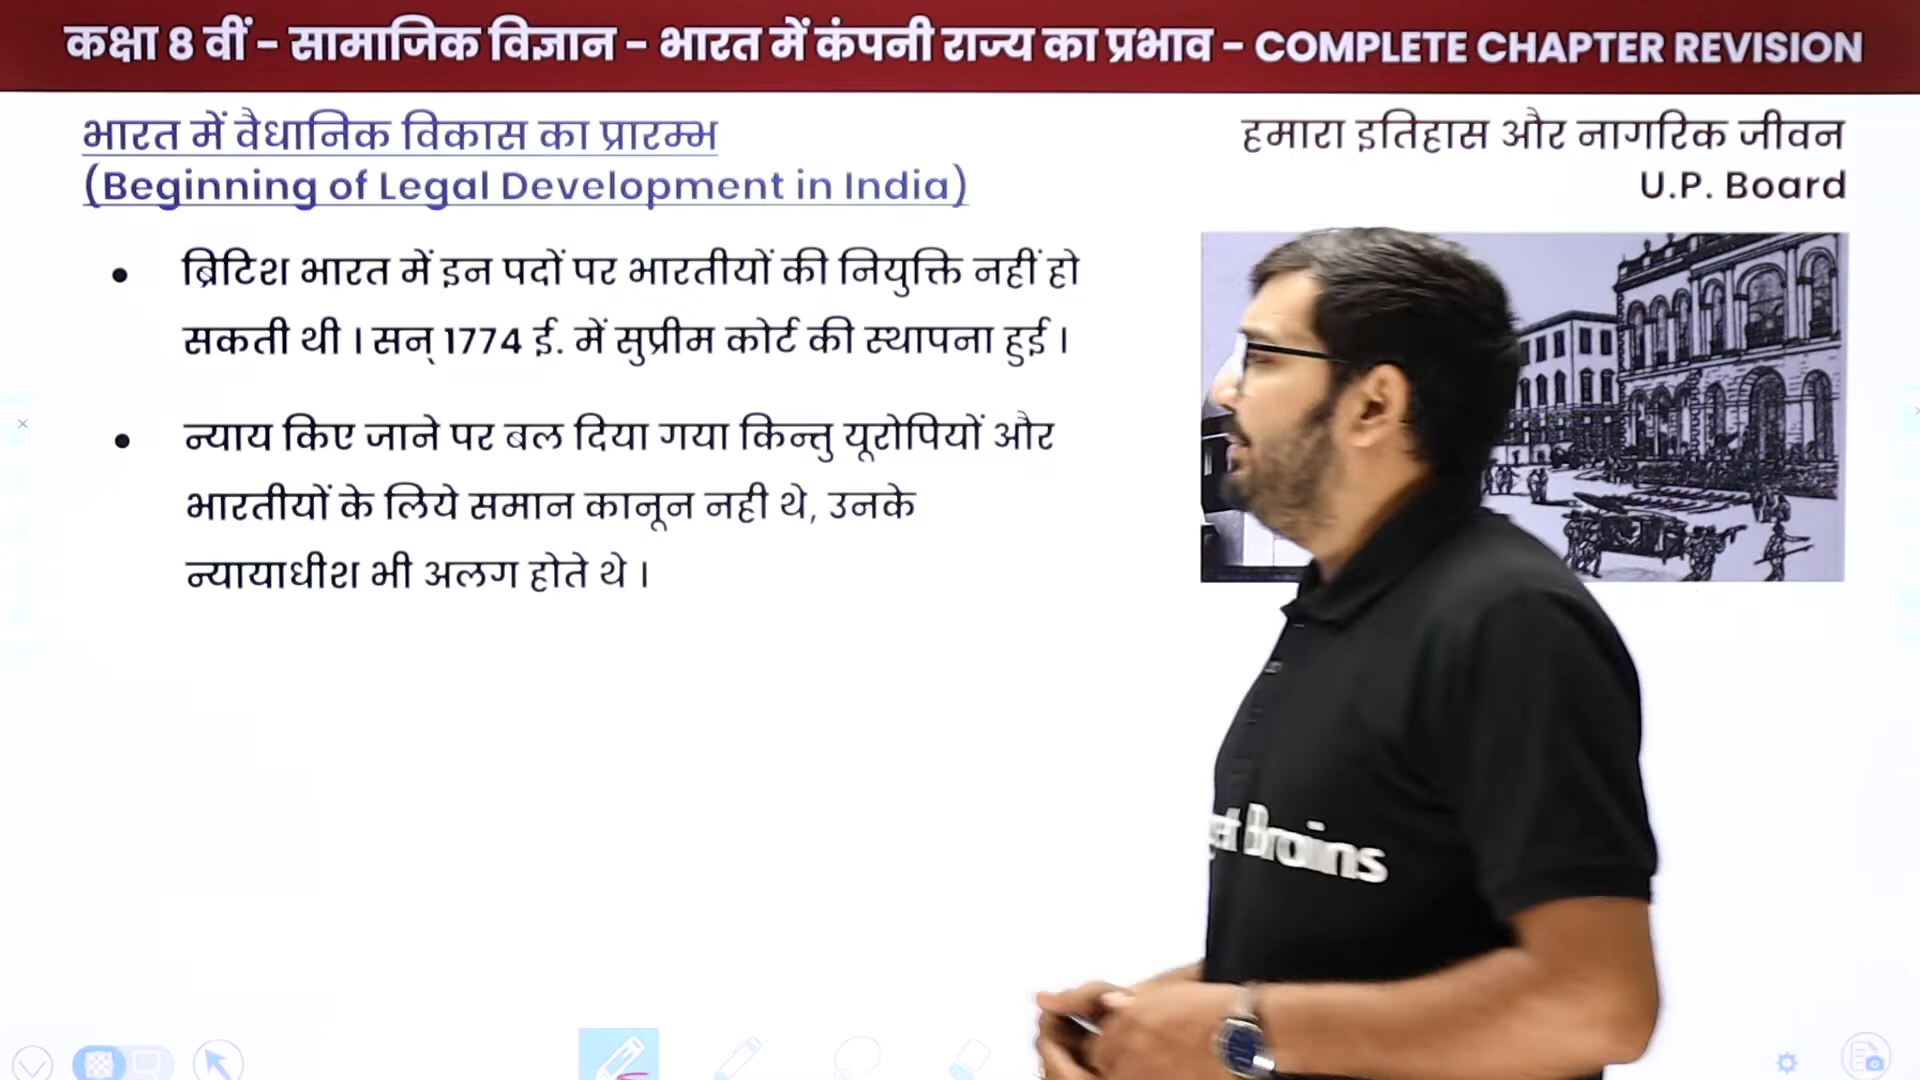 कक्षा 8 वीं - सामाजिक विज्ञान - भारत में कंपनी राज्य का प्रभाव - COMPLETE CHAPTER REVISION
भारत में वैधानिक विकास का प्रारम्भ
(Beginning of Legal Development in India)
हमारा इतिहास और नागरिक जीवन
U.P. Board
• ब्रिटिश भारत में इन पदों पर भारतीयों की नियुक्ति नहीं हो
सकती थी । सन् 1774 ई. में सुप्रीम कोर्ट की स्थापना हुई ।
• न्याय किए जाने पर बल दिया गया किन्तु यूरोपियों और
भारतीयों के लिये समान कानून नही थे, उनके
न्यायाधीश भी अलग होते थे ।
Brains